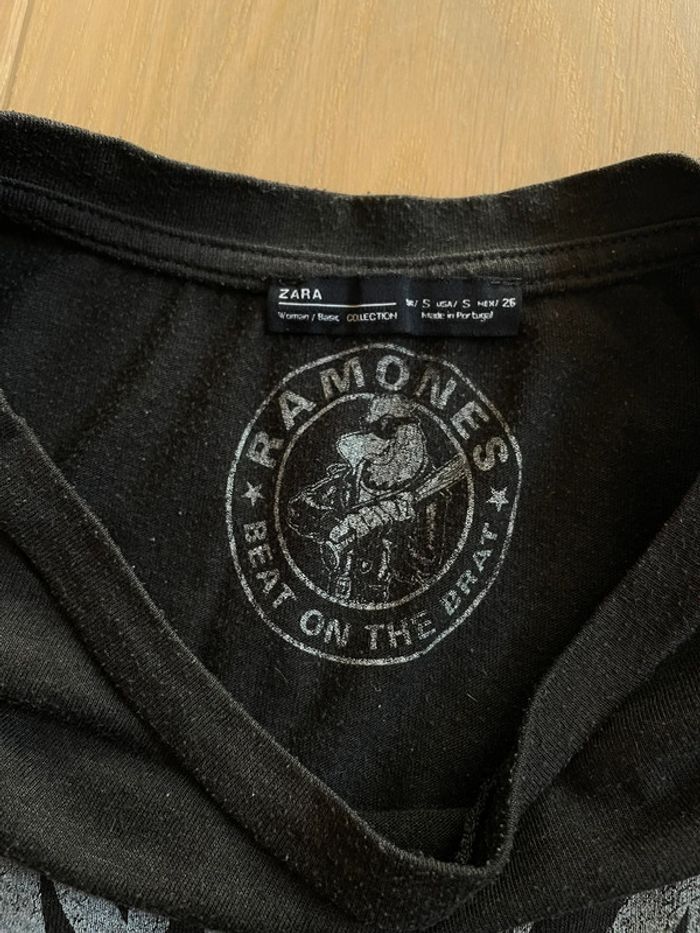 ZARA
Woman / Basic COLLECTION
S USA/ S MEX/ 26
Made in Portugal
RAMONES
BEAT ON THE BRAT